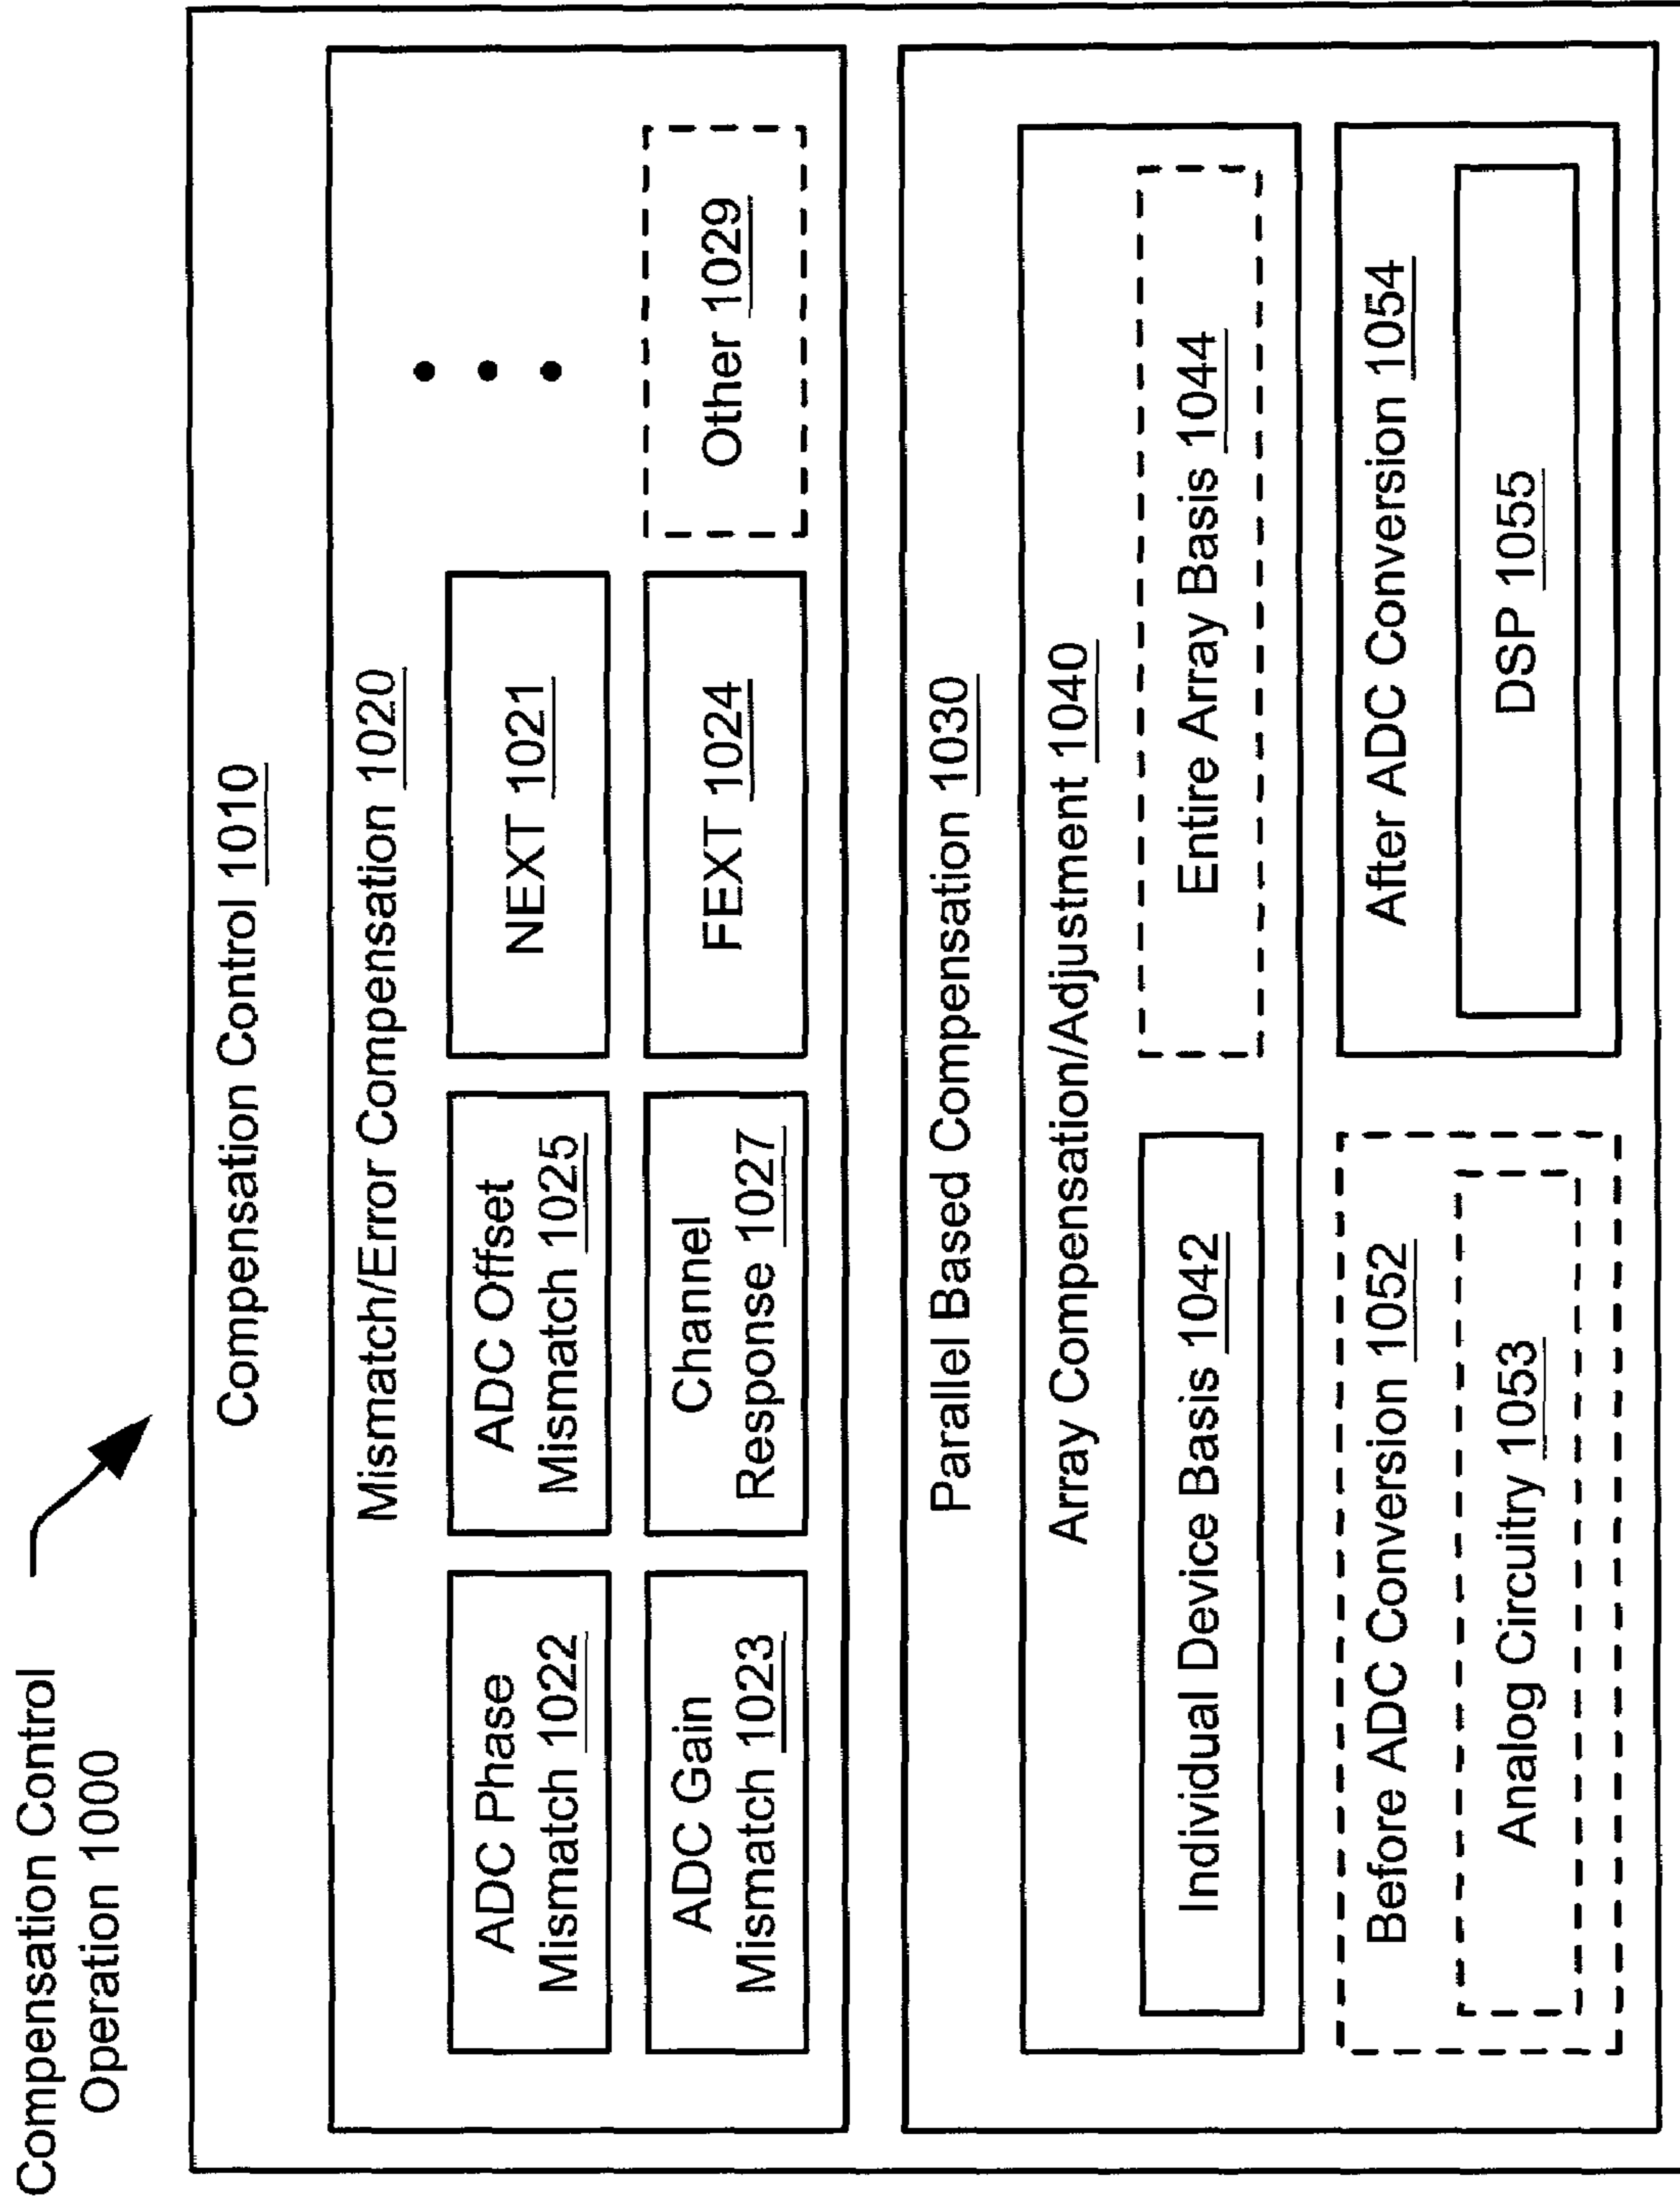 Compensation Control
Operation 1000
Compensation Control 1010
Mismatch/Error Compensation 1020
ADC Phase
Mismatch 1022
ADC Offset
Mismatch 1025
NEXT 1021
ADC Gain
Mismatch 1023
Channel
Response 1027
FEXT 1024
Other 1029
Parallel Based Compensation 1030
Array Compensation/Adjustment 1040
Individual Device Basis 1042
Entire Array Basis 1044
Before ADC Conversion 1052
Analog Circuitry 1053
After ADC Conversion 1054
DSP 1055